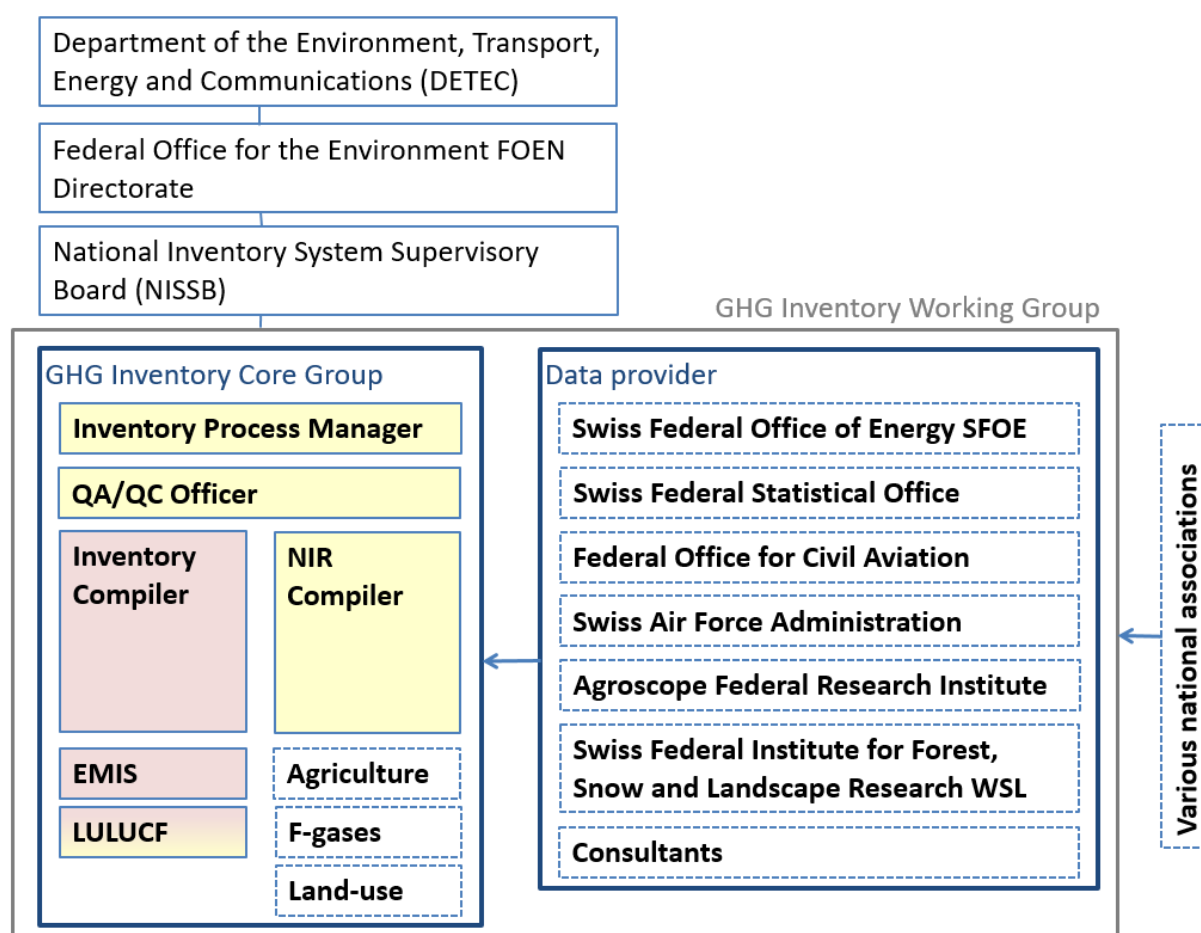 Department of the Environment, Transport,
Energy and Communications (DETEC)
Federal Office for the Environment FOEN
Directorate
National Inventory System Supervisory
Board (NISSB)
GHG Inventory Working Group
GHG Inventory Core Group
Inventory Process Manager
QA/QC Officer
Inventory
Compiler
NIR
Compiler
EMIS
Agriculture
LULUCF
F-gases
Land-use
Data provider
Swiss Federal Office of Energy SFOE
Swiss Federal Statistical Office
Federal Office for Civil Aviation
Swiss Air Force Administration
Agroscope Federal Research Institute
Swiss Federal Institute for Forest,
Snow and Landscape Research WSL
Consultants
Various national associations